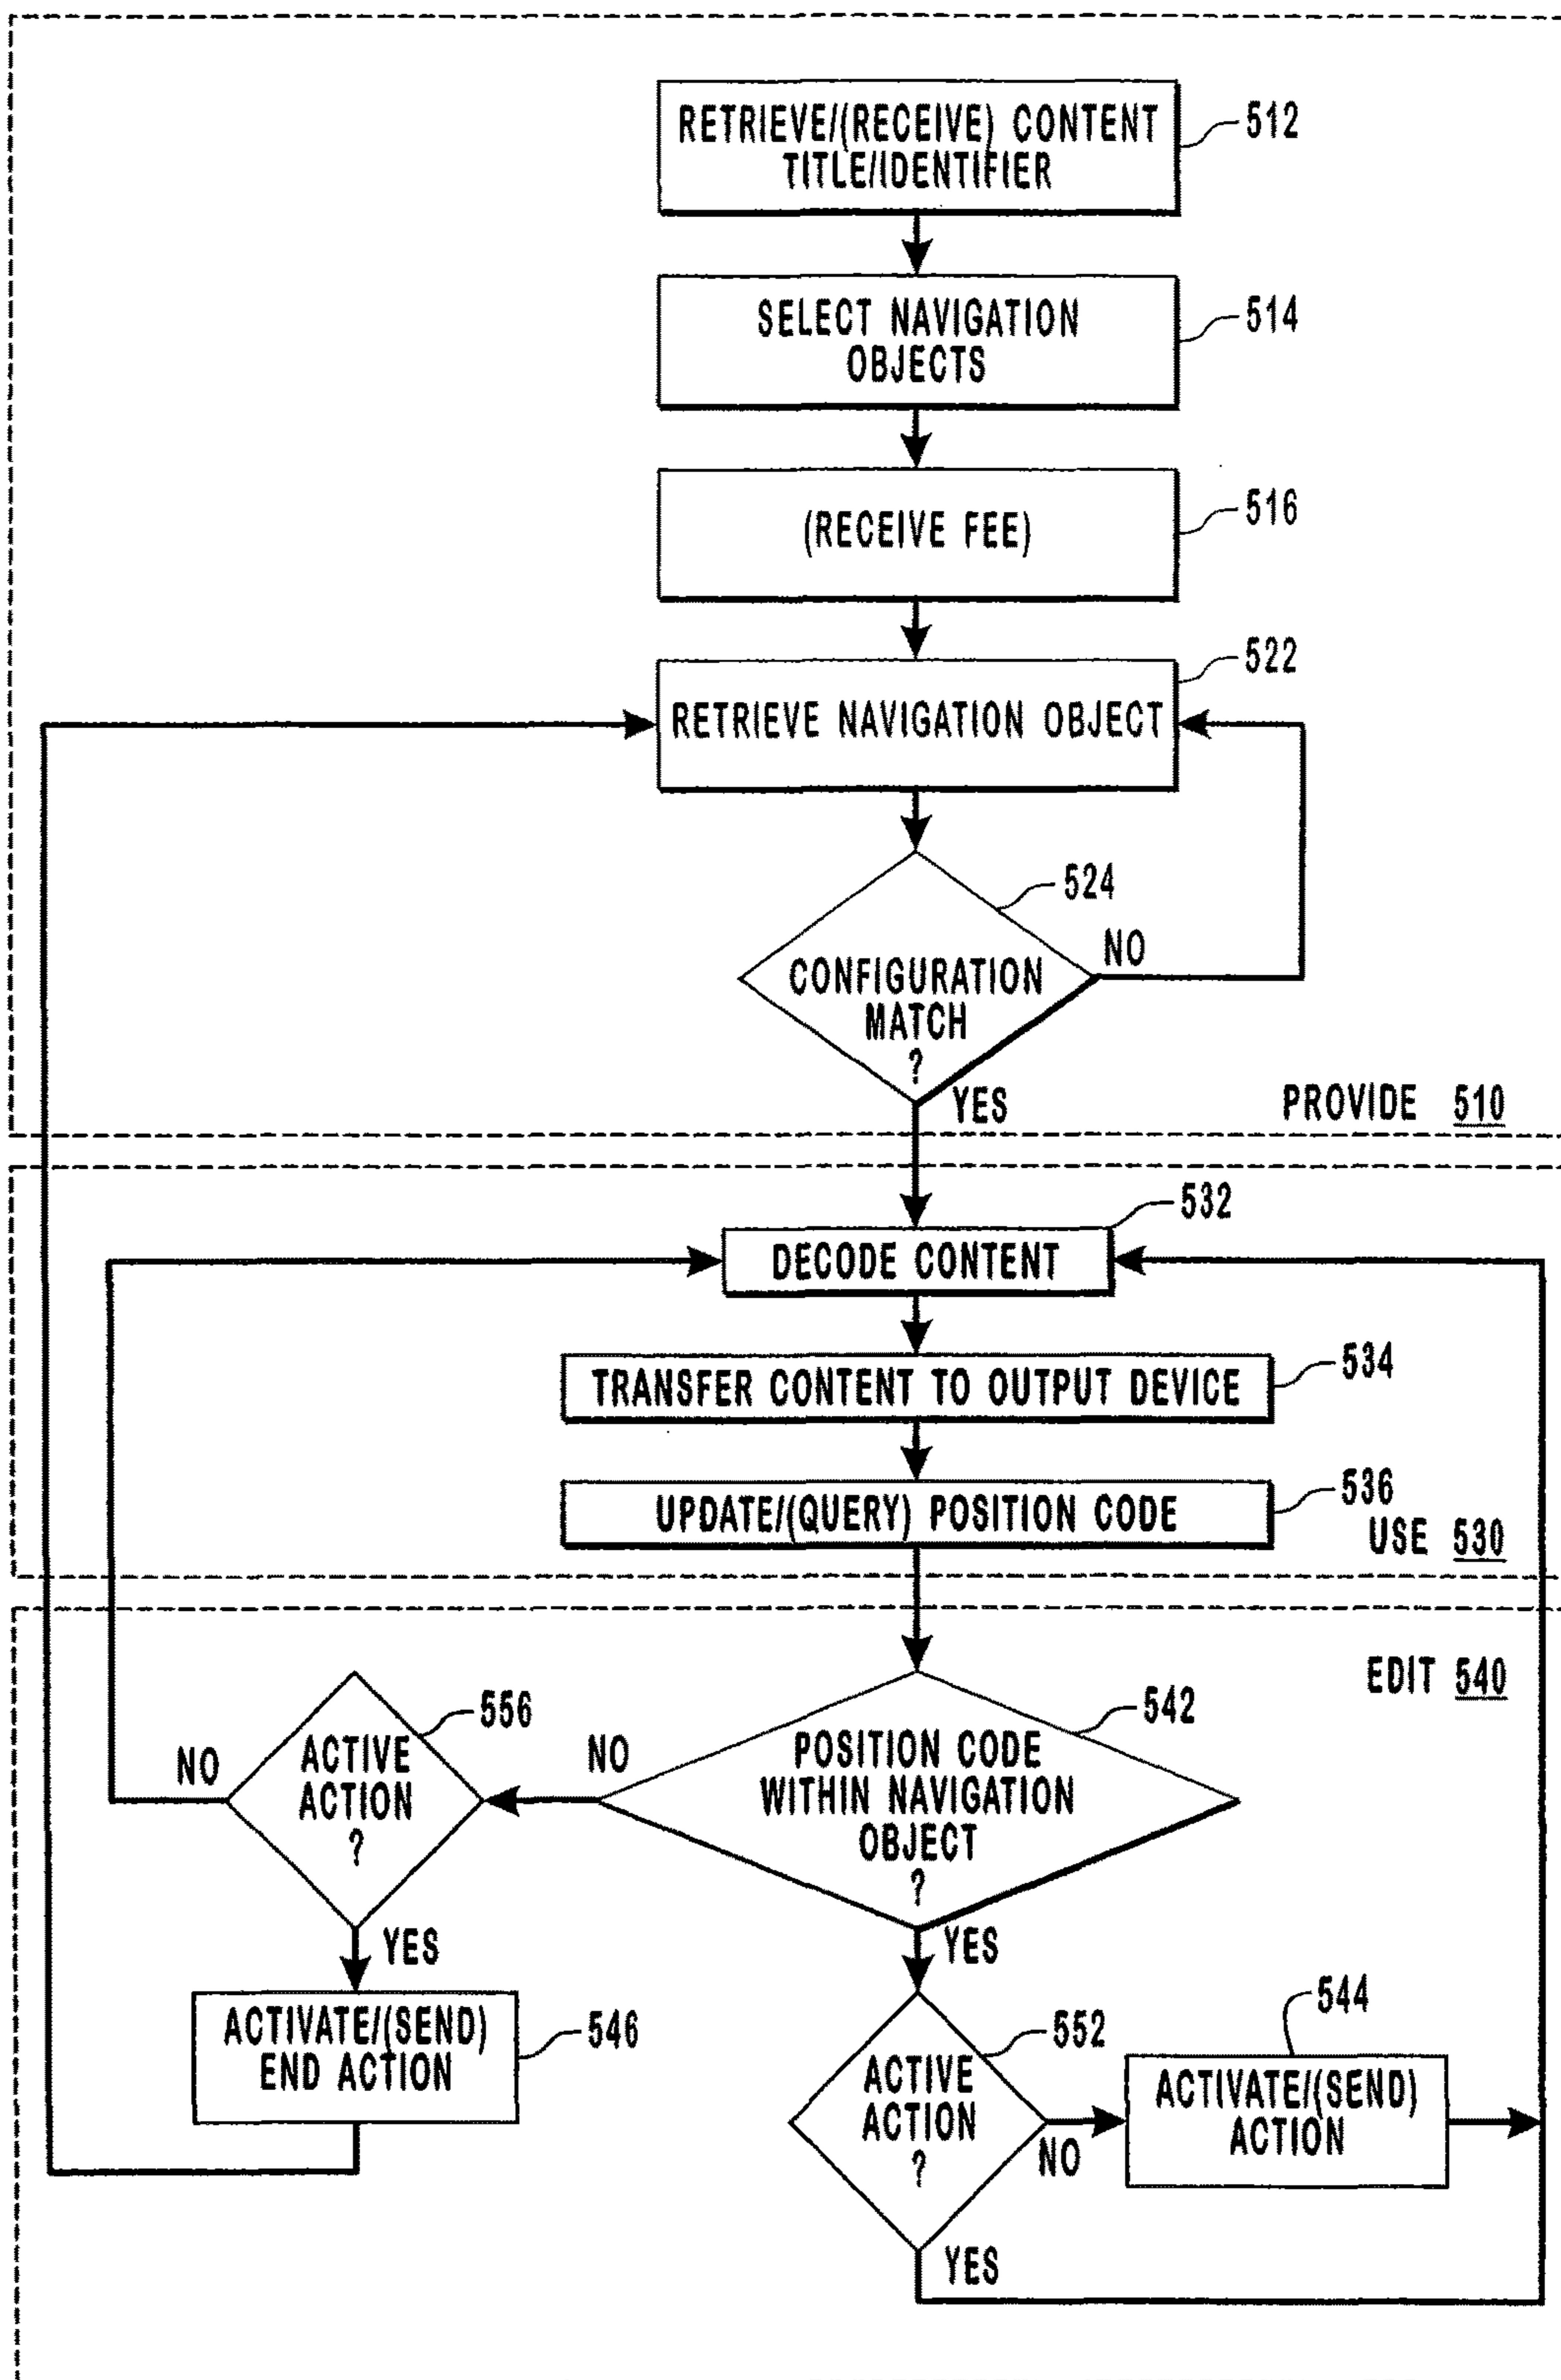 RETRIEVE/(RECEIVE) CONTENT
TITLE/IDENTIFIER
512
SELECT NAVIGATION
OBJECTS
514
(RECEIVE FEE)
516
522
RETRIEVE NAVIGATION OBJECT
524
CONFIGURATION
MATCH
?
NO
YES
PROVIDE 510
532
DECODE CONTENT
534
TRANSFER CONTENT TO OUTPUT DEVICE
536
UPDATE/(QUERY) POSITION CODE
USE 530
EDIT 540
556
ACTIVE
ACTION
?
NO
NO
542
POSITION CODE
WITHIN NAVIGATION
OBJECT
?
YES
YES
ACTIVATE/(SEND)
END ACTION
546
552
ACTIVE
ACTION
?
NO
544
ACTIVATE/(SEND)
ACTION
YES